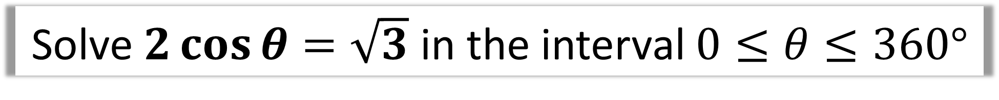 Solve 2 cos θ = √3 in the interval 0 ≤ θ ≤ 360°